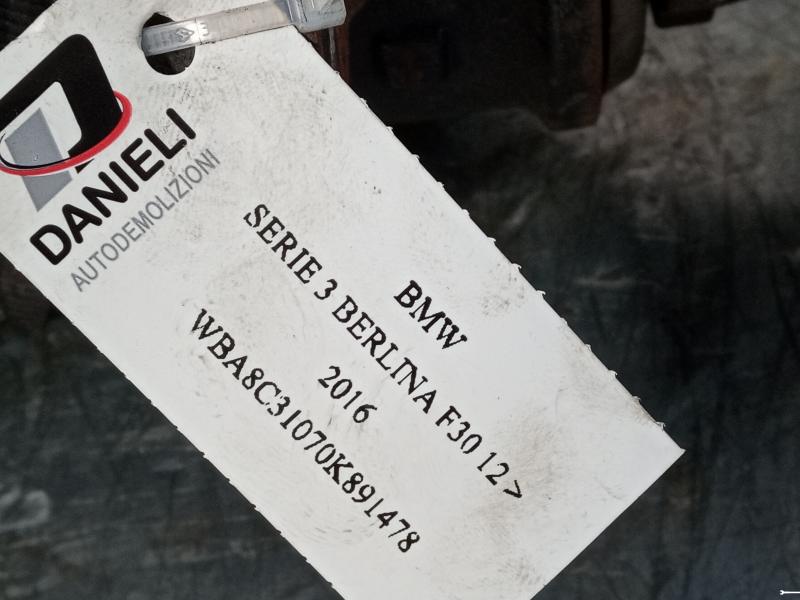 DANIELI
AUTODEMOLIZIONI
BMW
SERIE 3 BERLINA F30 12>
2016
WBA8C31070K891478